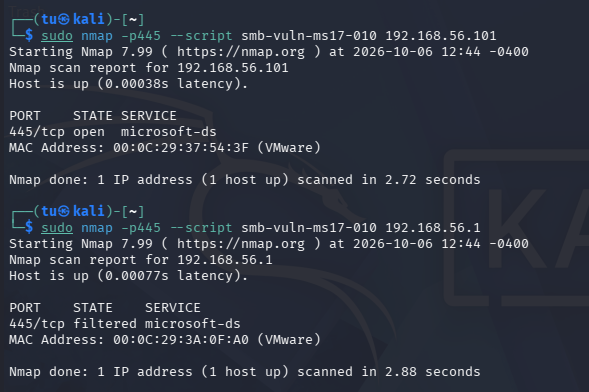 ┌──(tu㉿kali)-[~]
└─$ sudo nmap -p445 --script smb-vuln-ms17-010 192.168.56.101
Starting Nmap 7.99 ( https://nmap.org ) at 2026-10-06 12:44 -0400
Nmap scan report for 192.168.56.101
Host is up (0.00038s latency).

PORT    STATE SERVICE
445/tcp open  microsoft-ds
MAC Address: 00:0C:29:37:54:3F (VMware)

Nmap done: 1 IP address (1 host up) scanned in 2.72 seconds

┌──(tu㉿kali)-[~]
└─$ sudo nmap -p445 --script smb-vuln-ms17-010 192.168.56.1
Starting Nmap 7.99 ( https://nmap.org ) at 2026-10-06 12:44 -0400
Nmap scan report for 192.168.56.1
Host is up (0.00077s latency).

PORT    STATE    SERVICE
445/tcp filtered microsoft-ds
MAC Address: 00:0C:29:3A:0F:A0 (VMware)

Nmap done: 1 IP address (1 host up) scanned in 2.88 seconds
KA